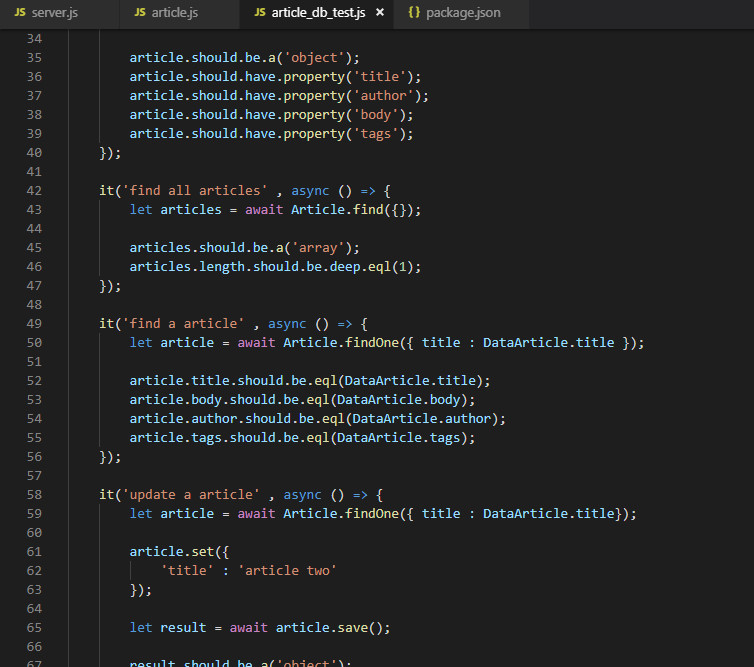 JS server.js JS article.js JS article_db_test.js × {} package.json
34
35 article.should.be.a('object');
36 article.should.have.property('title');
37 article.should.have.property('author');
38 article.should.have.property('body');
39 article.should.have.property('tags');
40 });
41
42 it('find all articles' , async () => {
43 let articles = await Article.find({});
44
45 articles.should.be.a('array');
46 articles.length.should.be.deep.eql(1);
47 });
48
49 it('find a article' , async () => {
50 let article = await Article.findOne({ title : DataArticle.title });
51
52 article.title.should.be.eql(DataArticle.title);
53 article.body.should.be.eql(DataArticle.body);
54 article.author.should.be.eql(DataArticle.author);
55 article.tags.should.be.eql(DataArticle.tags);
56 });
57
58 it('update a article' , async () => {
59 let article = await Article.findOne({ title : DataArticle.title});
60
61 article.set({
62 'title' : 'article two'
63 });
64
65 let result = await article.save();
66
67 result.should.be.a('object');